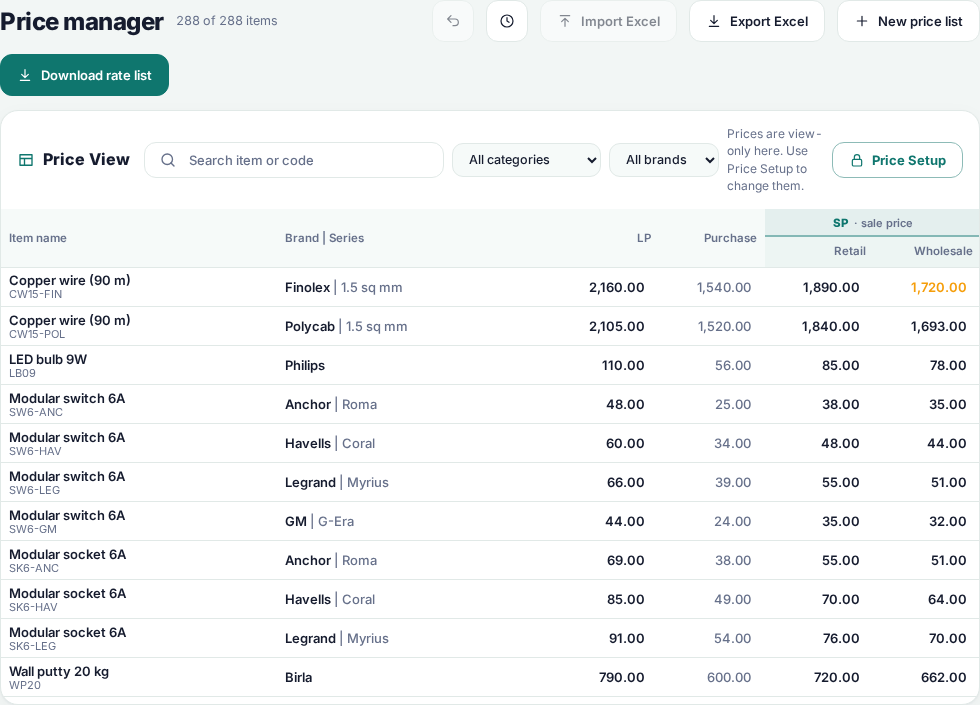 Price manager 288 of 288 items Import Excel Export Excel New price list
Download rate list
Price View Search item or code All categories All brands Prices are view-only here. Use Price Setup to change them. Price Setup
SP · sale price
Item name Brand | Series LP Purchase Retail Wholesale
Copper wire (90 m) Finolex | 1.5 sq mm 2,160.00 1,540.00 1,890.00 1,720.00
CW15-FIN
Copper wire (90 m) Polycab | 1.5 sq mm 2,105.00 1,520.00 1,840.00 1,693.00
CW15-POL
LED bulb 9W Philips 110.00 56.00 85.00 78.00
LB09
Modular switch 6A Anchor | Roma 48.00 25.00 38.00 35.00
SW6-ANC
Modular switch 6A Havells | Coral 60.00 34.00 48.00 44.00
SW6-HAV
Modular switch 6A Legrand | Myrius 66.00 39.00 55.00 51.00
SW6-LEG
Modular switch 6A GM | G-Era 44.00 24.00 35.00 32.00
SW6-GM
Modular socket 6A Anchor | Roma 69.00 38.00 55.00 51.00
SK6-ANC
Modular socket 6A Havells | Coral 85.00 49.00 70.00 64.00
SK6-HAV
Modular socket 6A Legrand | Myrius 91.00 54.00 76.00 70.00
SK6-LEG
Wall putty 20 kg Birla 790.00 600.00 720.00 662.00
WP20